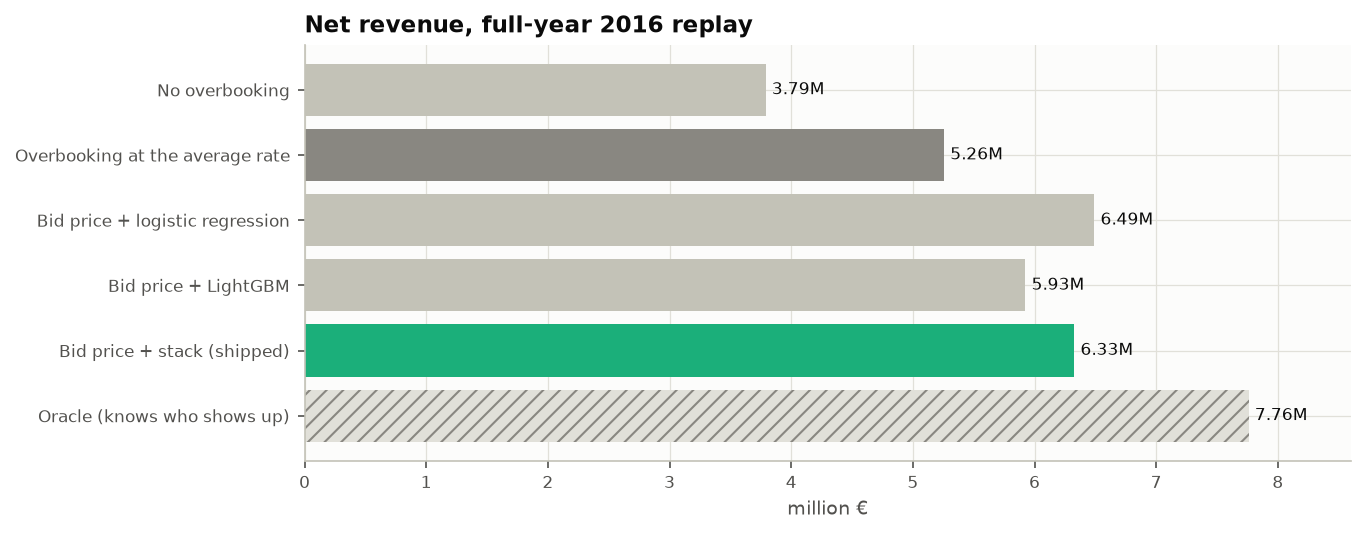 Net revenue, full-year 2016 replay
No overbooking 3.79M
Overbooking at the average rate 5.26M
Bid price + logistic regression 6.49M
Bid price + LightGBM 5.93M
Bid price + stack (shipped) 6.33M
Oracle (knows who shows up) 7.76M
0 1 2 3 4 5 6 7 8
million €